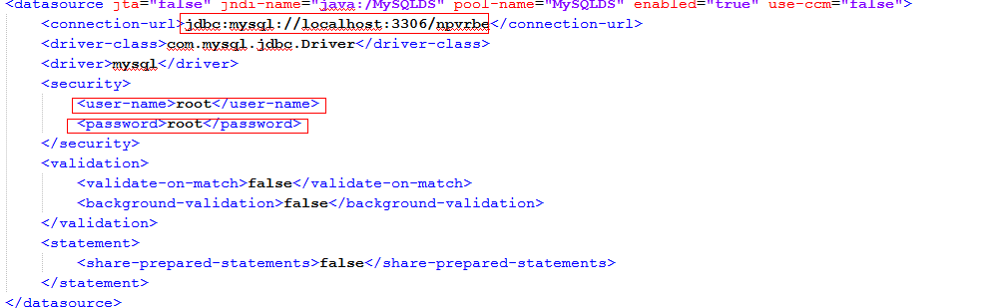 <datasource jta="false" jndi-name="java:/MySQLDS" pool-name="MySQLDS" enabled="true" use-ccm="false">
<connection-url>jdbc:mysql://localhost:3306/npvrbe</connection-url>
<driver-class>com.mysql.jdbc.Driver</driver-class>
<driver>mysql</driver>
<security>
<user-name>root</user-name>
<password>root</password>
</security>
<validation>
<validate-on-match>false</validate-on-match>
<background-validation>false</background-validation>
</validation>
<statement>
<share-prepared-statements>false</share-prepared-statements>
</statement>
</datasource>